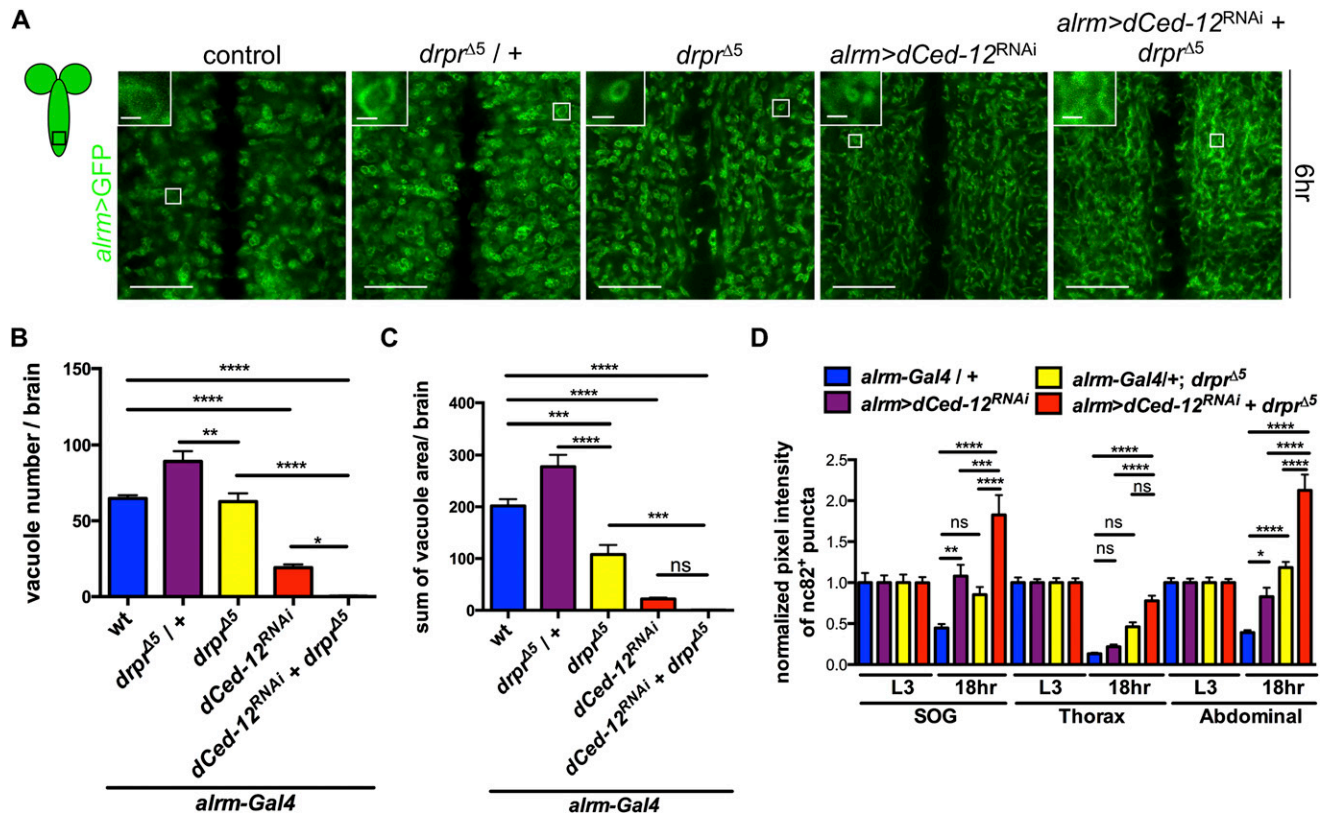 A
control
drpr^Δ5 / +
drpr^Δ5
alrm>dCed-12^RNAi
alrm>dCed-12^RNAi +
drpr^Δ5
alrm>GFP
6hr
B
vacuole number / brain
150
100
50
0
****
****
**
****
*
wt
drpr^Δ5 / +
drpr^Δ5
dCed-12^RNAi
dCed-12^RNAi + drpr^Δ5
alrm-Gal4
C
sum of vacuole area/ brain
400
300
200
100
0
****
****
***
****
***
ns
wt
drpr^Δ5 / +
drpr^Δ5
dCed-12^RNAi
dCed-12^RNAi + drpr^Δ5
alrm-Gal4
D
alrm-Gal4 / +
alrm-Gal4/+; drpr^Δ5
alrm>dCed-12^RNAi
alrm>dCed-12^RNAi + drpr^Δ5
normalized pixel intensity
of nc82+ puncta
2.5
2.0
1.5
1.0
0.5
0.0
****
***
****
ns
**
****
****
ns
ns
ns
****
****
****
****
*
L3 18hr L3 18hr L3 18hr
SOG Thorax Abdominal